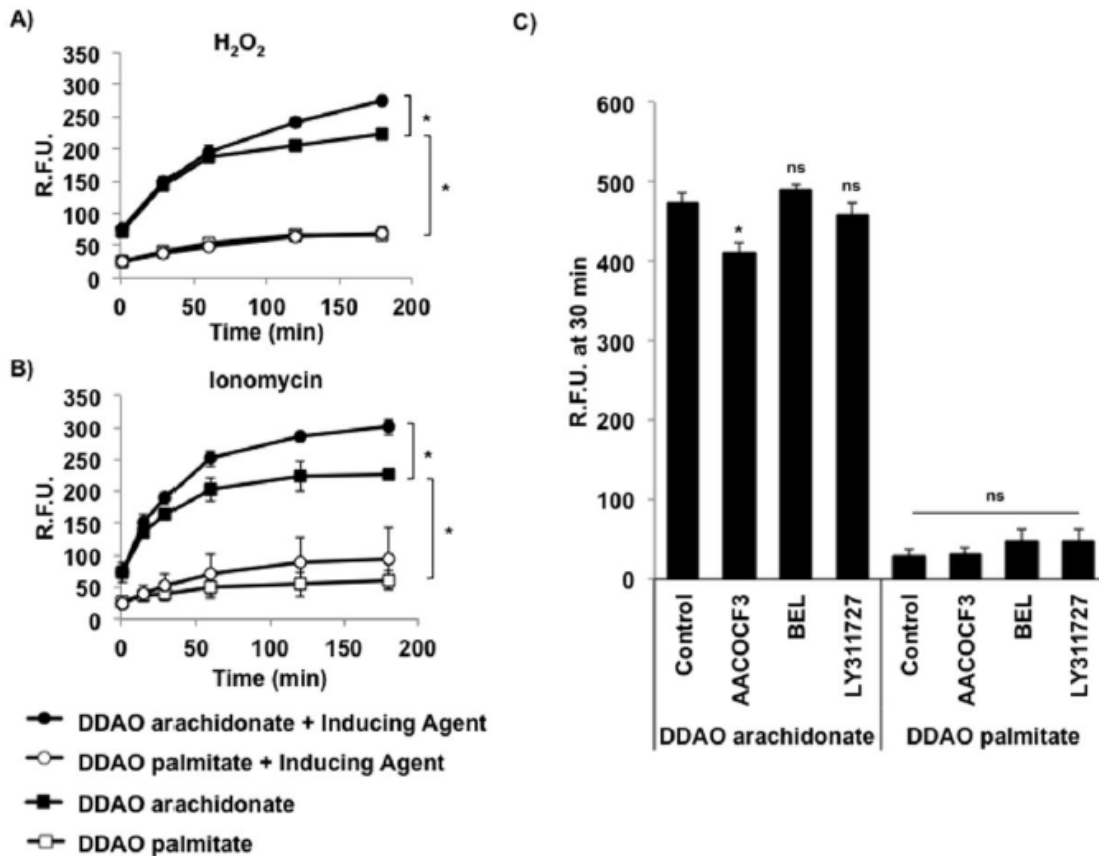 A)
H₂O₂
350
300
250
200
150
100
50
0
R.F.U.
*
*
0 50 100 150 200
Time (min)
B)
Ionomycin
350
300
250
200
150
100
50
0
R.F.U.
*
*
0 50 100 150 200
Time (min)
DDAO arachidonate + Inducing Agent
DDAO palmitate + Inducing Agent
DDAO arachidonate
DDAO palmitate
C)
600
500
400
300
200
100
0
R.F.U. at 30 min
*
ns
ns
ns
Control
AACOCF3
BEL
LY311727
Control
AACOCF3
BEL
LY311727
DDAO arachidonate
DDAO palmitate